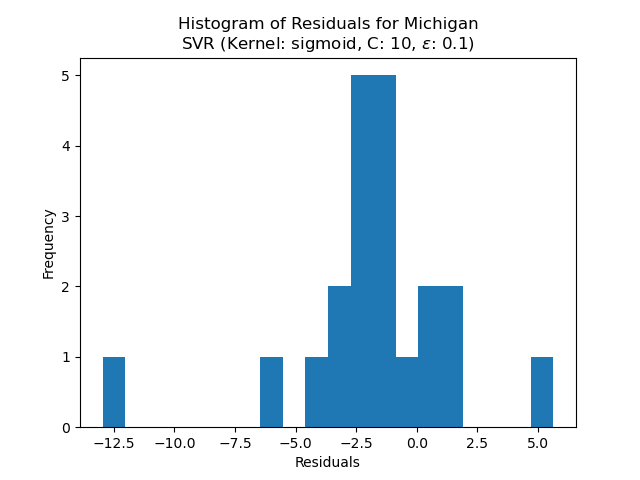 Histogram of Residuals for Michigan
SVR (Kernel: sigmoid, C: 10, ε: 0.1)
5
4
3
2
1
0
Frequency
−12.5 −10.0 −7.5 −5.0 −2.5 0.0 2.5 5.0
Residuals